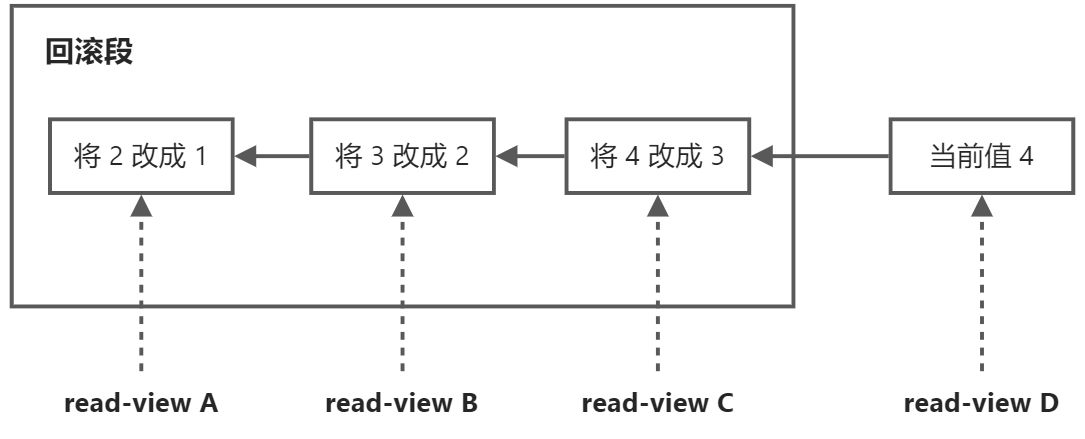 回滚段
将 2 改成 1
将 3 改成 2
将 4 改成 3
当前值 4
read-view A
read-view B
read-view C
read-view D